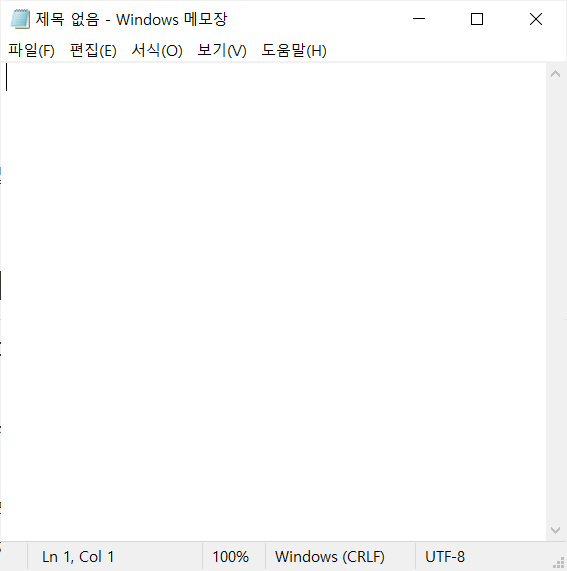 제목 없음 - Windows 메모장
파일(F) 편집(E) 서식(O) 보기(V) 도움말(H)
Ln 1, Col 1 100% Windows (CRLF) UTF-8